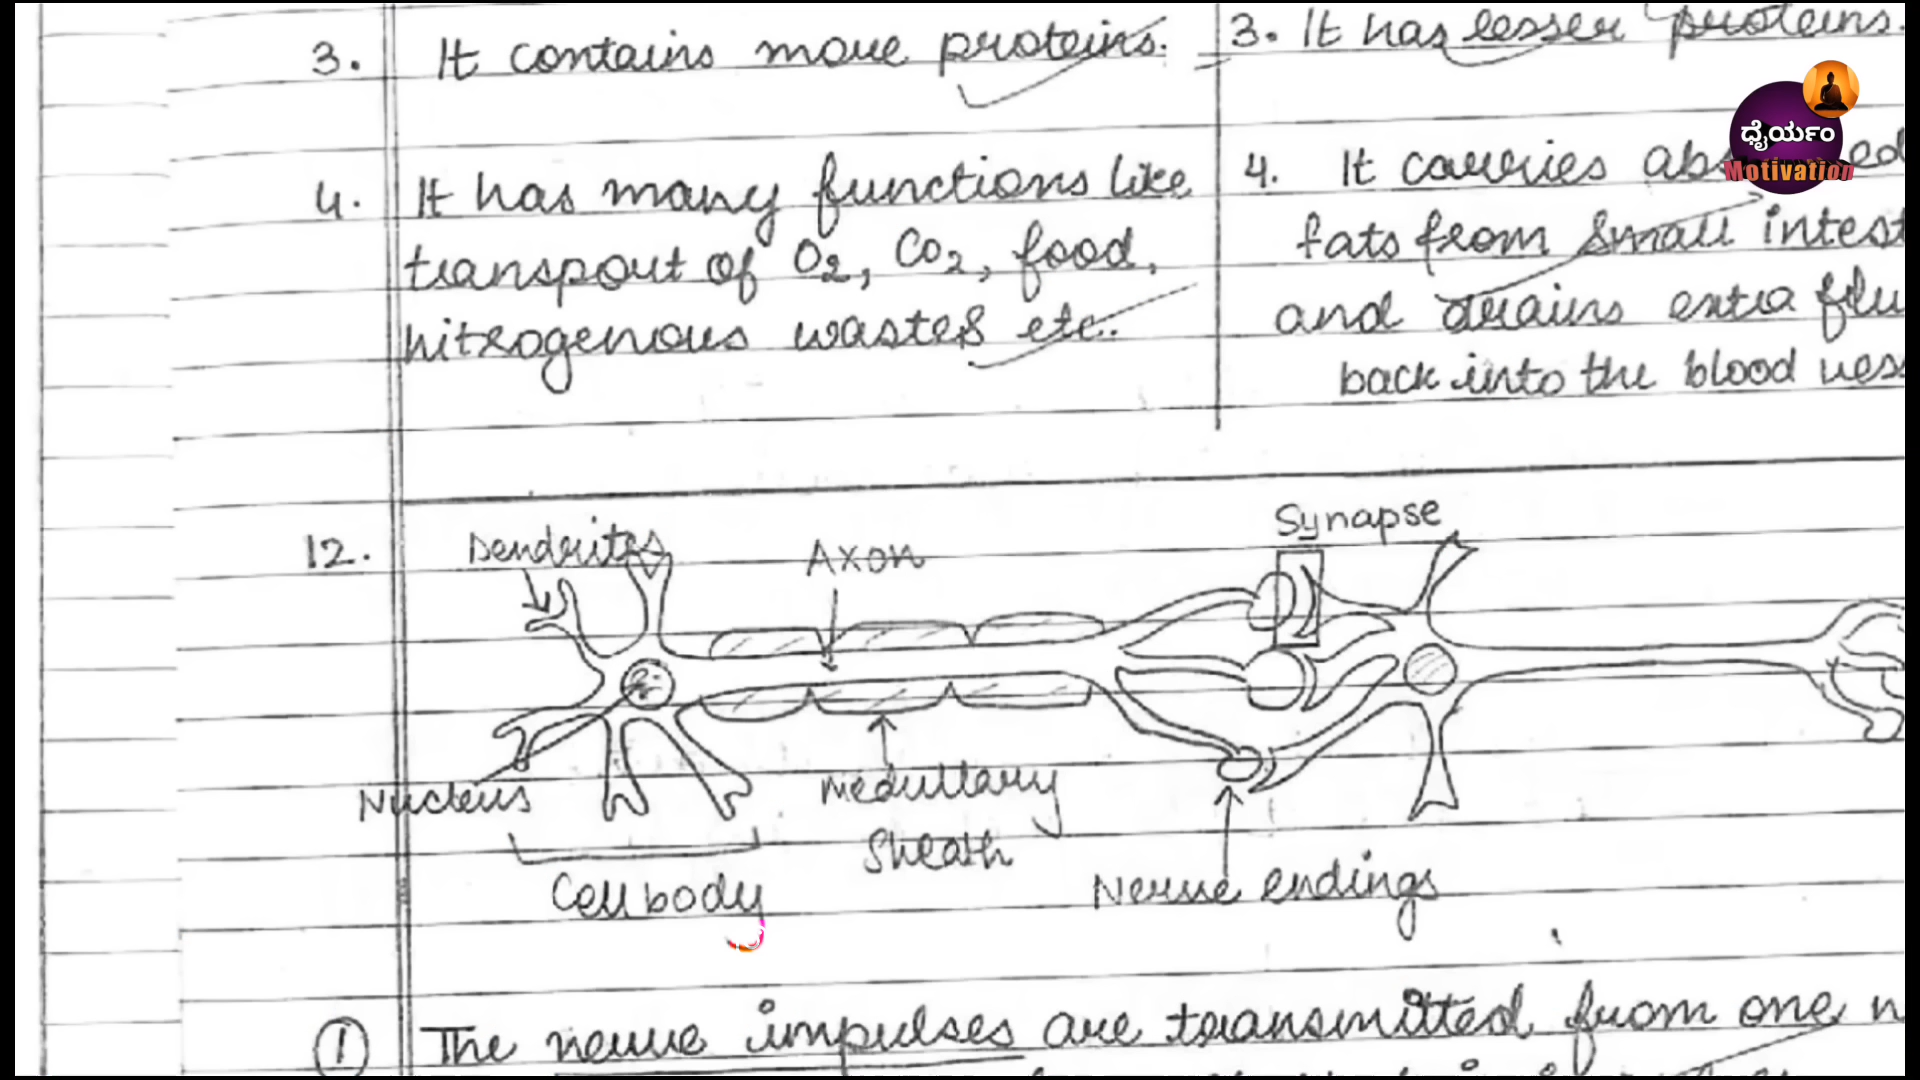 3. It contains more proteins.
3. It has lesser proteins.
4. It has many functions like
transport of O2, CO2, food,
nitrogenous wastes etc.
4. It carries
fats from small intest
and drains extra flu
back into the blood vess
ಧೈರ್ಯಂ
Motivation
12.
Dendrites
Axon
Synapse
Nucleus
Medullary
Sheath
Cell body
Nerve endings
① The nerve impulses are transmitted from one n